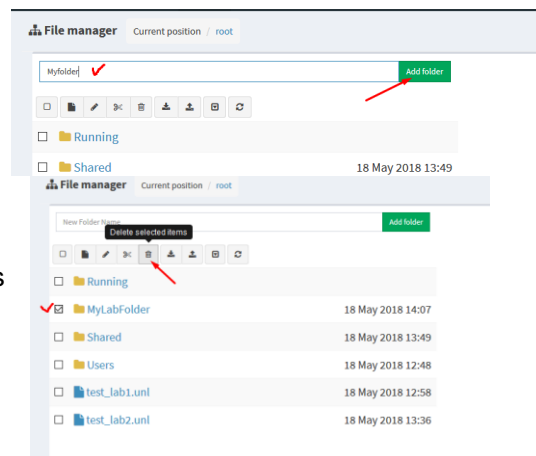 File manager Current position / root
Myfolder Add folder
Running
Shared 18 May 2018 13:49
File manager Current position / root
New Folder Name Add folder
Delete selected items
Running
s
MyLabFolder 18 May 2018 14:07
Shared 18 May 2018 13:49
Users 18 May 2018 12:48
test_lab1.unl 18 May 2018 12:58
test_lab2.unl 18 May 2018 13:36